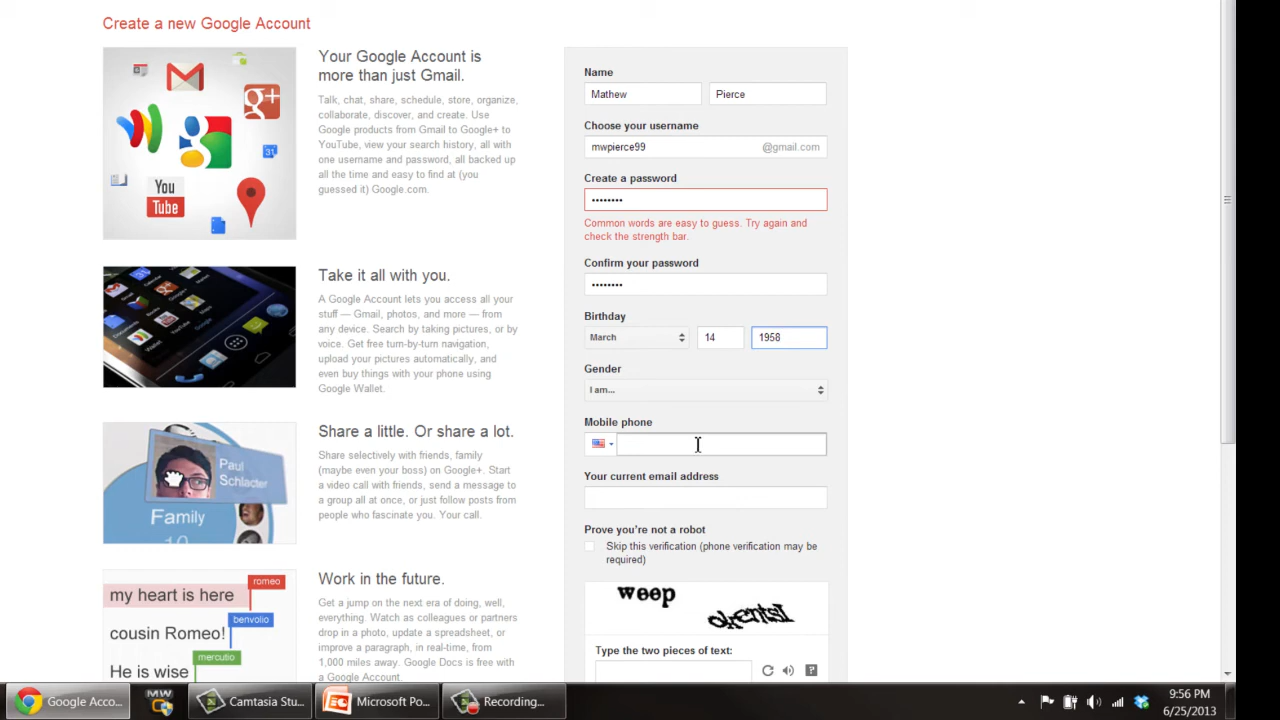 Create a new Google Account
Your Google Account is
more than just Gmail.
Talk, chat, share, schedule, store, organize,
collaborate, discover, and create. Use
Google products from Gmail to Google+ to
YouTube, view your search history, all with
one username and password, all backed up
all the time and easy to find at (you
guessed it) Google.com.
g+
31
You
Tube
Take it all with you.
A Google Account lets you access all your
stuff — Gmail, photos, and more — from
any device. Search by taking pictures, or by
voice. Get free turn-by-turn navigation,
upload your pictures automatically, and
even buy things with your phone using
Google Wallet.
Share a little. Or share a lot.
Share selectively with friends, family
(maybe even your boss) on Google+. Start
a video call with friends, send a message to
a group all at once, or just follow posts from
people who fascinate you. Your call.
Paul
Schlacter
Family
10
Work in the future.
Get a jump on the next era of doing, well,
everything. Watch as colleagues or partners
drop in a photo, update a spreadsheet, or
improve a paragraph, in real-time, from
1,000 miles away. Google Docs is free with
a Google Account.
romeo
my heart is here
benvolio
cousin Romeo!
mercutio
He is wise
Name
Mathew Pierce
Choose your username
mwpierce99 @gmail.com
Create a password
••••••••
Common words are easy to guess. Try again and
check the strength bar.
Confirm your password
••••••••
Birthday
March 14 1958
Gender
I am...
Mobile phone
Your current email address
Prove you're not a robot
Skip this verification (phone verification may be
required)
weep
Type the two pieces of text:
?
Google Acco...
MW
Camtasia Stu...
Microsoft Po...
Recording...
9:56 PM
6/25/2013